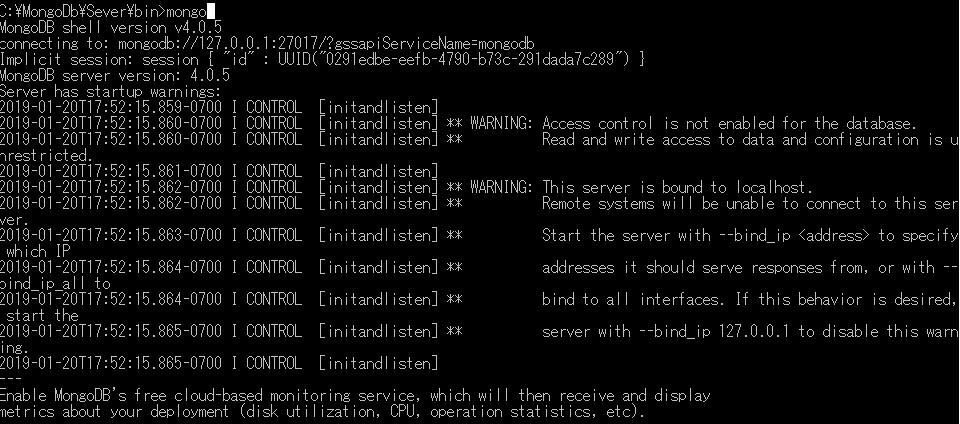 C:¥MongoDb¥Sever¥bin>mongo
MongoDB shell version v4.0.5
connecting to: mongodb://127.0.0.1:27017/?gssapiServiceName=mongodb
Implicit session: session { "id" : UUID("0291edbe-eefb-4790-b73c-291dada7c289") }
MongoDB server version: 4.0.5
Server has startup warnings:
2019-01-20T17:52:15.859-0700 I CONTROL  [initandlisten]
2019-01-20T17:52:15.860-0700 I CONTROL  [initandlisten] ** WARNING: Access control is not enabled for the database.
2019-01-20T17:52:15.860-0700 I CONTROL  [initandlisten] **          Read and write access to data and configuration is u
nrestricted.
2019-01-20T17:52:15.861-0700 I CONTROL  [initandlisten]
2019-01-20T17:52:15.862-0700 I CONTROL  [initandlisten] ** WARNING: This server is bound to localhost.
2019-01-20T17:52:15.862-0700 I CONTROL  [initandlisten] **          Remote systems will be unable to connect to this ser
ver.
2019-01-20T17:52:15.863-0700 I CONTROL  [initandlisten] **          Start the server with --bind_ip <address> to specify
 which IP
2019-01-20T17:52:15.864-0700 I CONTROL  [initandlisten] **          addresses it should serve responses from, or with --
bind_ip_all to
2019-01-20T17:52:15.864-0700 I CONTROL  [initandlisten] **          bind to all interfaces. If this behavior is desired,
 start the
2019-01-20T17:52:15.865-0700 I CONTROL  [initandlisten] **          server with --bind_ip 127.0.0.1 to disable this warn
ing.
2019-01-20T17:52:15.865-0700 I CONTROL  [initandlisten]
---
Enable MongoDB's free cloud-based monitoring service, which will then receive and display
metrics about your deployment (disk utilization, CPU, operation statistics, etc).